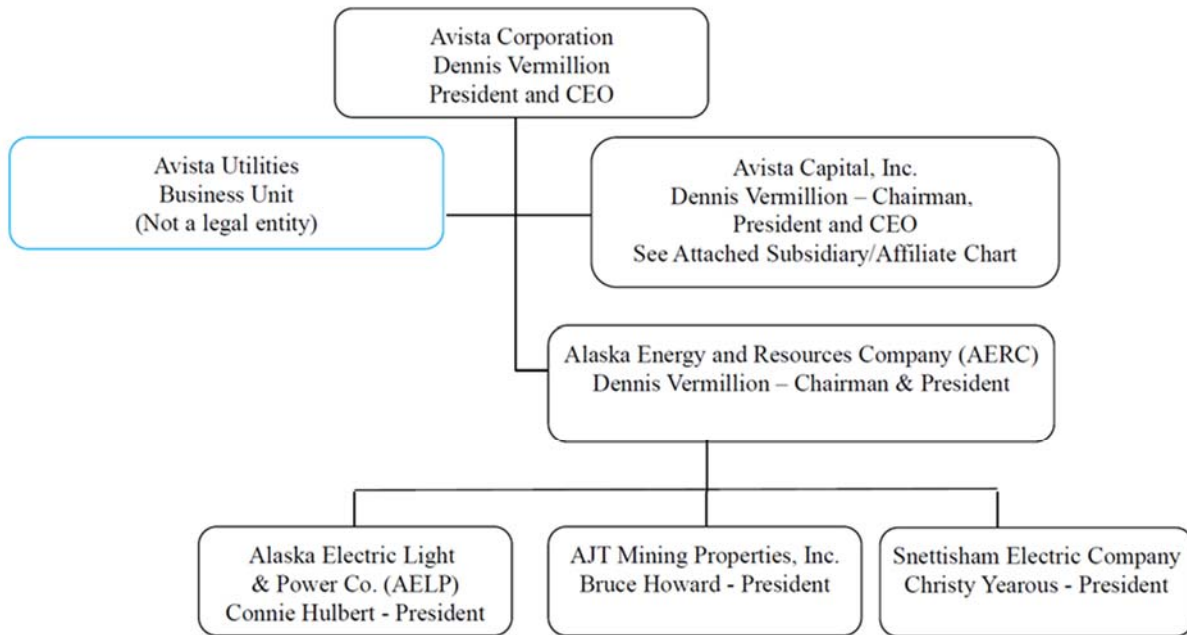 Avista Corporation
Dennis Vermillion
President and CEO
Avista Utilities
Business Unit
(Not a legal entity)
Avista Capital, Inc.
Dennis Vermillion – Chairman,
President and CEO
See Attached Subsidiary/Affiliate Chart
Alaska Energy and Resources Company (AERC)
Dennis Vermillion – Chairman & President
Alaska Electric Light
& Power Co. (AELP)
Connie Hulbert - President
AJT Mining Properties, Inc.
Bruce Howard - President
Snettisham Electric Company
Christy Yearous - President